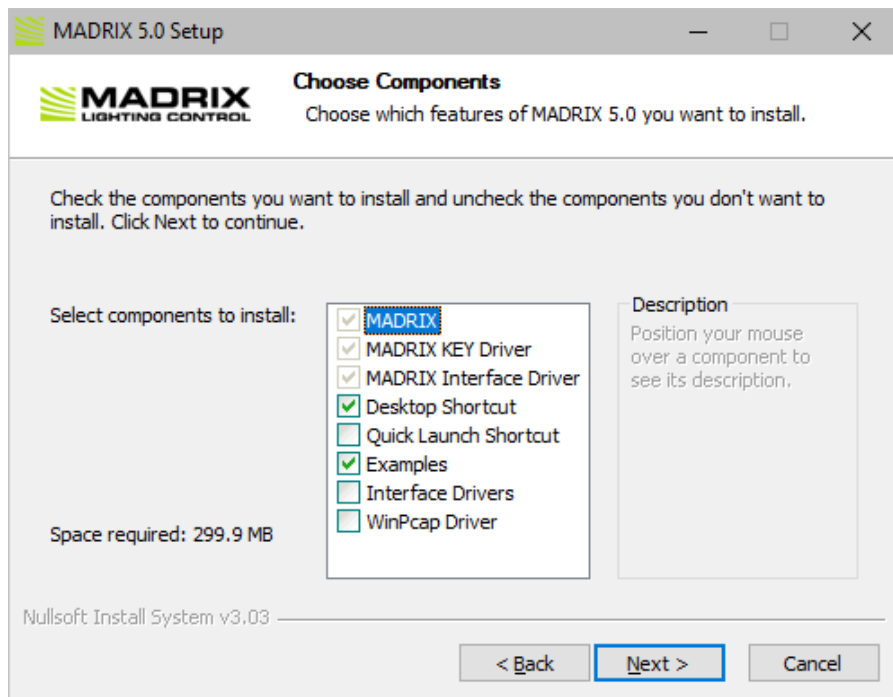 MADRIX 5.0 Setup
MADRIX
LIGHTING CONTROL
Choose Components
Choose which features of MADRIX 5.0 you want to install.
Check the components you want to install and uncheck the components you don't want to
install. Click Next to continue.
Select components to install:
MADRIX
MADRIX KEY Driver
MADRIX Interface Driver
Desktop Shortcut
Quick Launch Shortcut
Examples
Interface Drivers
WinPcap Driver
Description
Position your mouse
over a component to
see its description.
Space required: 299.9 MB
Nullsoft Install System v3.03
< Back
Next >
Cancel